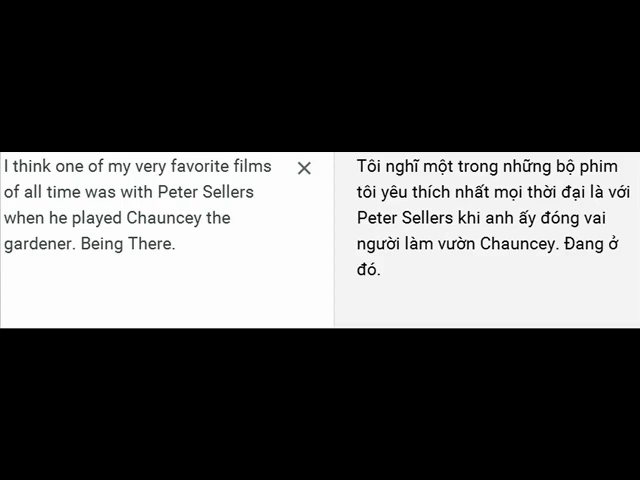 I think one of my very favorite films
of all time was with Peter Sellers
when he played Chauncey the
gardener. Being There.
Tôi nghĩ một trong những bộ phim
tôi yêu thích nhất mọi thời đại là với
Peter Sellers khi anh ấy đóng vai
người làm vườn Chauncey. Đang ở
đó.